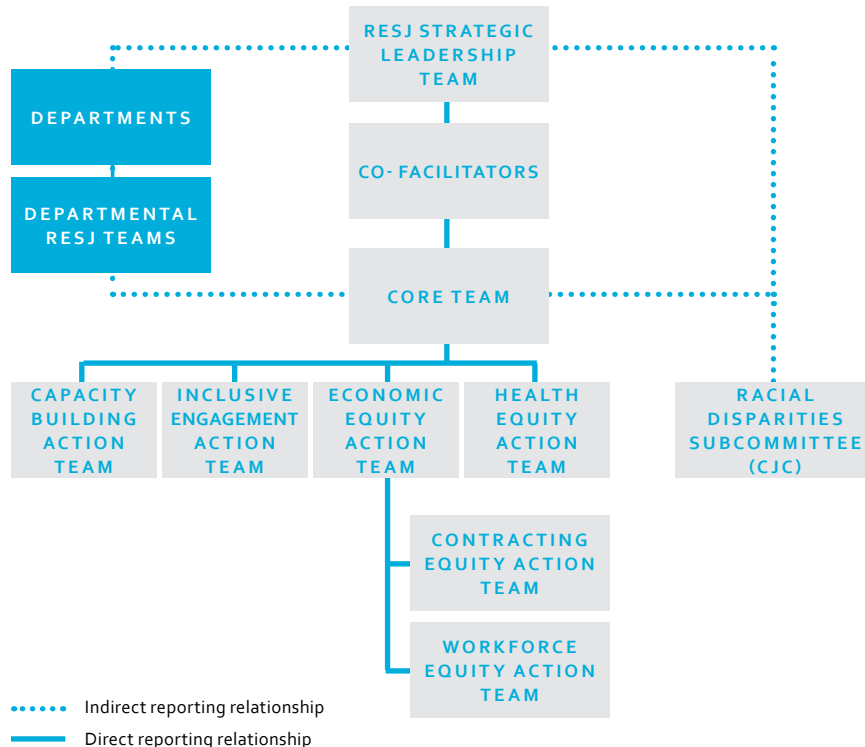 RESJ STRATEGIC
LEADERSHIP
TEAM
DEPARTMENTS
CO- FACILITATORS
DEPARTMENTAL
RESJ TEAMS
CORE TEAM
CAPACITY
BUILDING
ACTION
TEAM
INCLUSIVE
ENGAGEMENT
ACTION
TEAM
ECONOMIC
EQUITY
ACTION
TEAM
HEALTH
EQUITY
ACTION
TEAM
RACIAL
DISPARITIES
SUBCOMMITTEE
(CJC)
CONTRACTING
EQUITY ACTION
TEAM
WORKFORCE
EQUITY ACTION
TEAM
Indirect reporting relationship
Direct reporting relationship